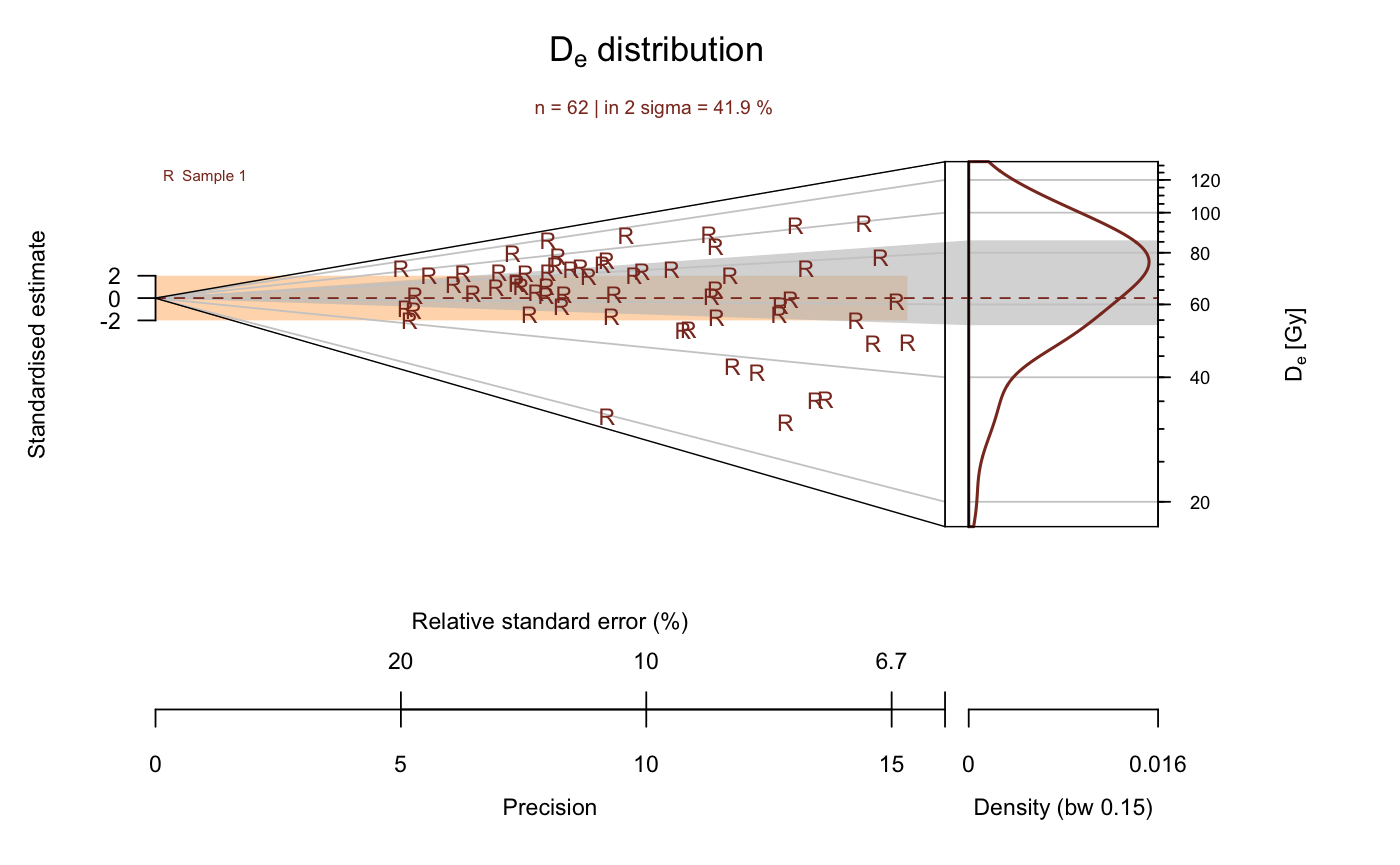 De distribution
n = 62 | in 2 sigma = 41.9 %
R Sample 1
Standardised estimate
2
0
-2
120
100
80
60
40
20
De [Gy]
Relative standard error (%)
20 10 6.7
0 5 10 15 0 0.016
Precision Density (bw 0.15)